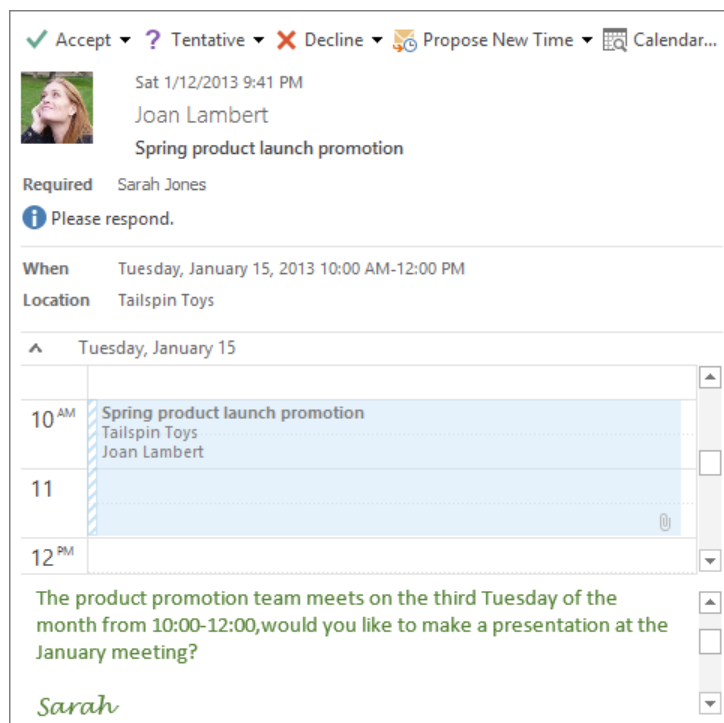 Accept ? Tentative Decline Propose New Time Calendar...
Sat 1/12/2013 9:41 PM
Joan Lambert
Spring product launch promotion
Required Sarah Jones
Please respond.
When Tuesday, January 15, 2013 10:00 AM-12:00 PM
Location Tailspin Toys
Tuesday, January 15
10 AM Spring product launch promotion
Tailspin Toys
Joan Lambert
11
12 PM
The product promotion team meets on the third Tuesday of the
month from 10:00-12:00,would you like to make a presentation at the
January meeting?
Sarah